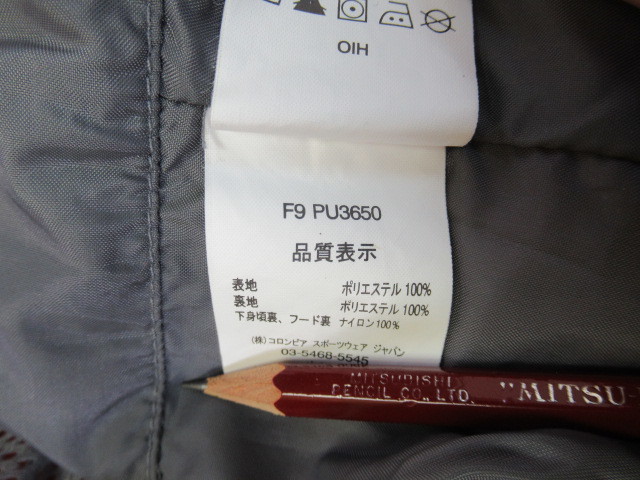 OIH
F9 PU3650
品質表示
表地 ポリエステル 100%
裏地 ポリエステル 100%
下身頃裏、フード裏 ナイロン100%
(株) コロンビア スポーツウェア ジャパン
03-5468-5545
MITSUBISHI
PENCIL CO., LTD.
"MITSU-